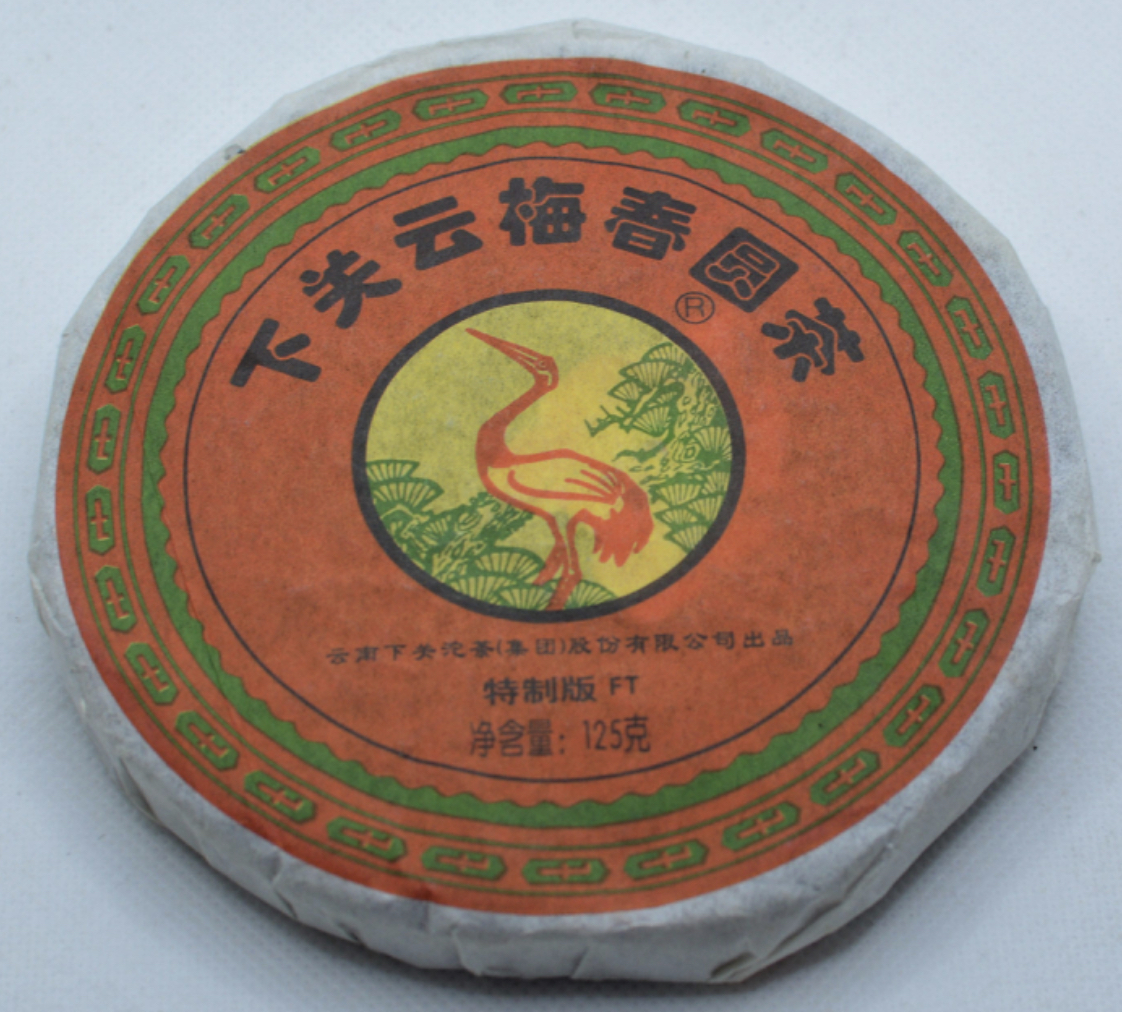 下关云梅春圆茶
®
云南下关沱茶(集团)股份有限公司出品
特制版 FT
净含量：125克